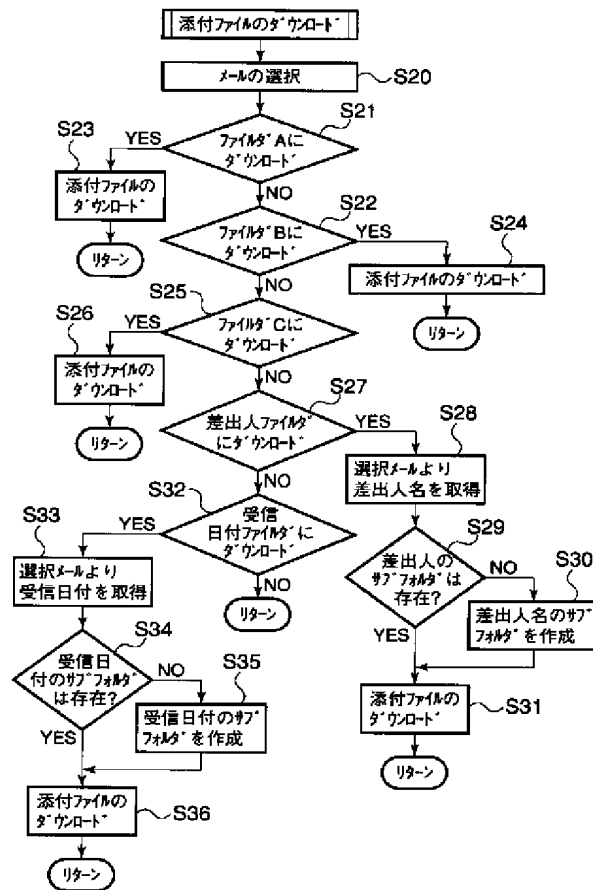 添付ファイルのダウンロード
メールの選択
S20
S21
ファイルダAに
ダウンロード
YES
NO
S23
添付ファイルの
ダウンロード
リターン
S22
ファイルダBに
ダウンロード
YES
NO
S24
添付ファイルのダウンロード
リターン
S25
ファイルダCに
ダウンロード
YES
NO
S26
添付ファイルの
ダウンロード
リターン
S27
差出人ファイルダ
にダウンロード
YES
NO
S28
選択メールより
差出人名を取得
S29
差出人の
サブフォルダは
存在?
NO
YES
S30
差出人名のサブ
フォルダを作成
S31
添付ファイルの
ダウンロード
リターン
S32
受信
日付ファイルダに
ダウンロード
YES
NO
リターン
S33
選択メールより
受信日付を取得
S34
受信日
付のサブフォルダ
は存在?
NO
YES
S35
受信日付のサブ
フォルダを作成
S36
添付ファイルの
ダウンロード
リターン